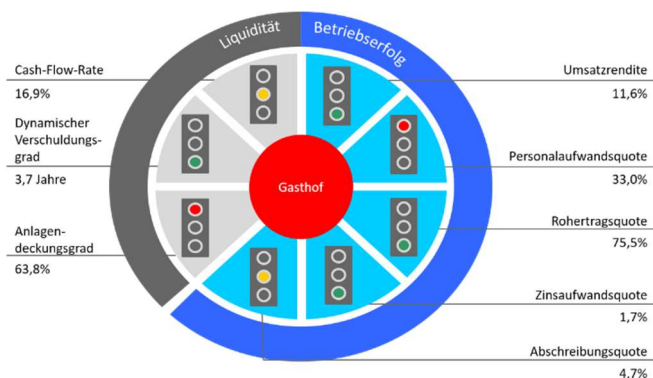 Liquidität
Betriebserfolg
Cash-Flow-Rate
16,9%
Dynamischer
Verschuldungs-
grad
3,7 Jahre
Anlagen-
deckungsgrad
63,8%
Gasthof
Umsatzrendite
11,6%
Personalaufwandsquote
33,0%
Rohertragsquote
75,5%
Zinsaufwandsquote
1,7%
Abschreibungsquote
4,7%